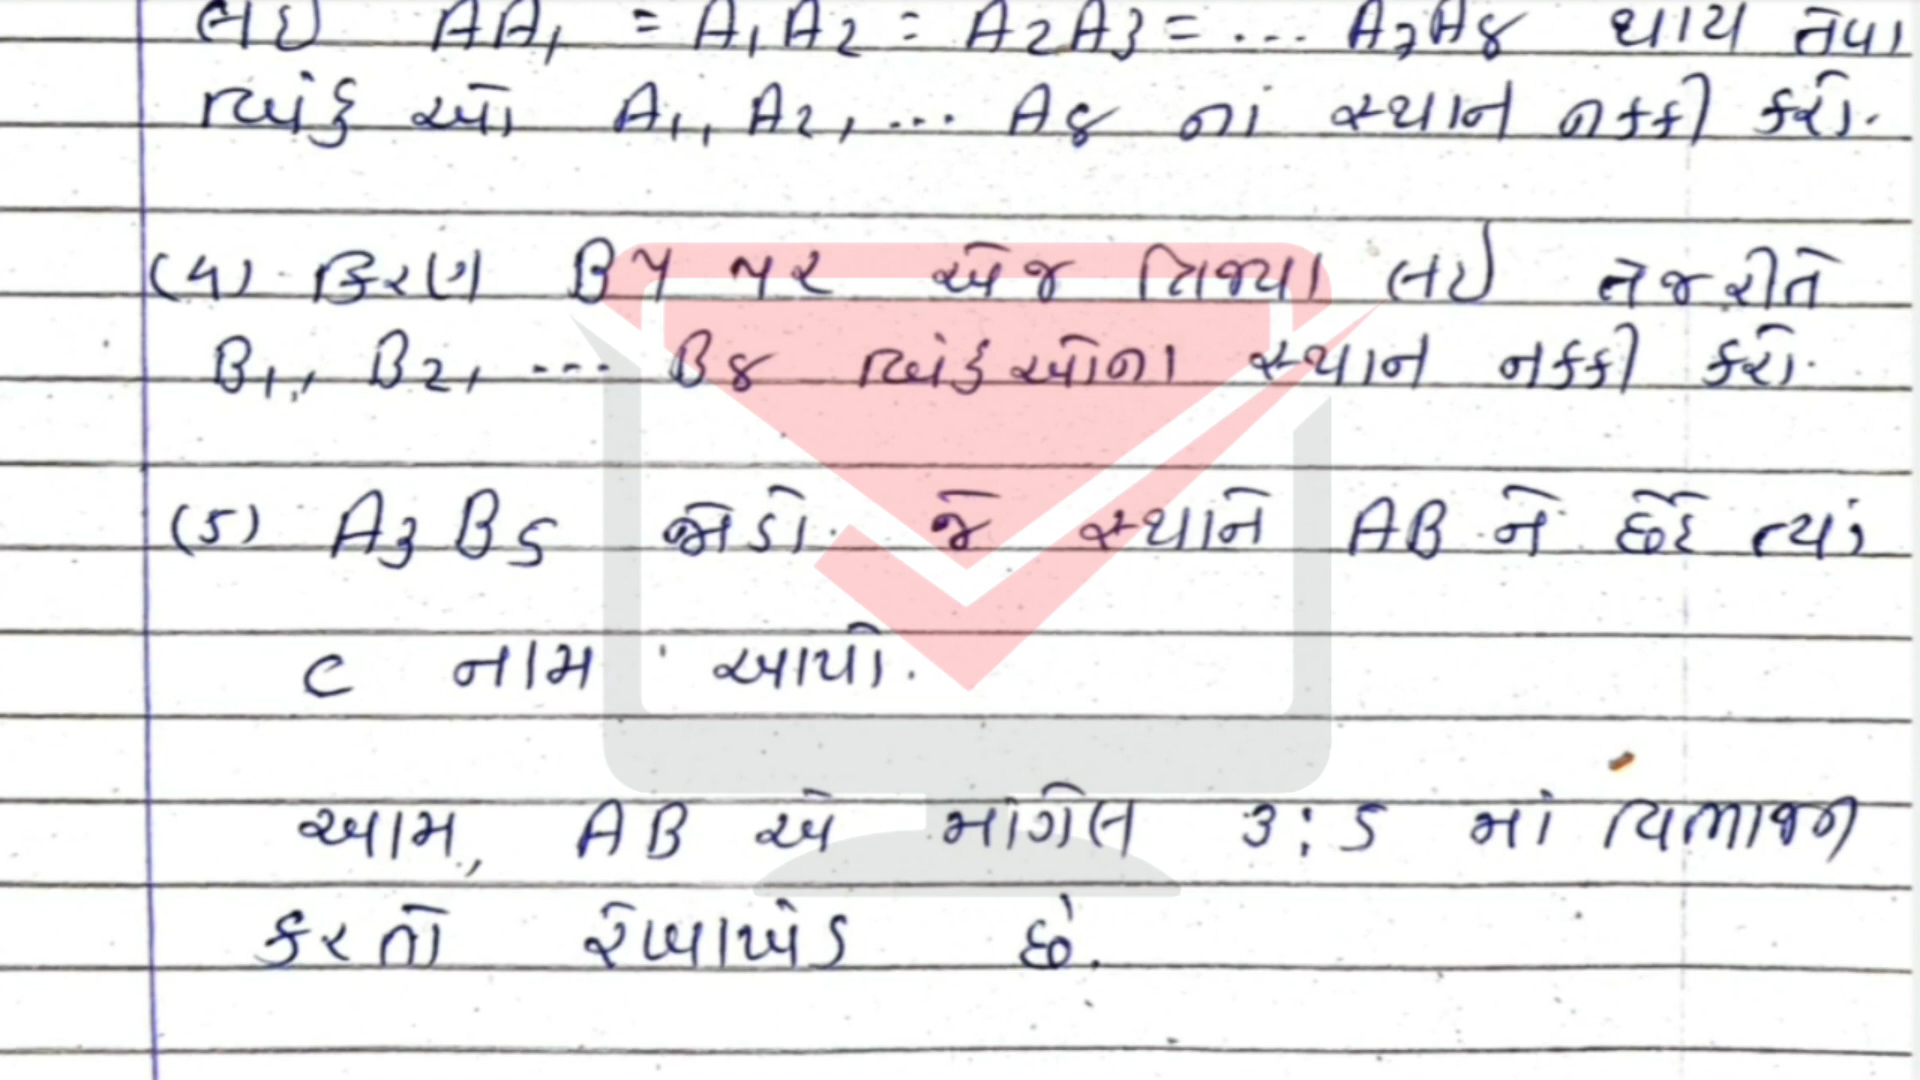 લઈ AA1 = A1A2 = A2A3 = ... A7A8 થાય તેવા
બિંદુઓ A1, A2, ... A8 નાં સ્થાન નક્કી કરો.
(4) કિરણ BY પર એજ ત્રિજ્યા લઈ તેજ રીતે
B1, B2, ... B8 બિંદુઓના સ્થાન નક્કી કરો.
(5) A3B5 જોડો. જે સ્થાને AB ને છેદે ત્યાં
C નામ આપો.
આમ, AB એ માંગેલ 3:5 માં વિભાજન
કરતો રેખાખંડ છે.